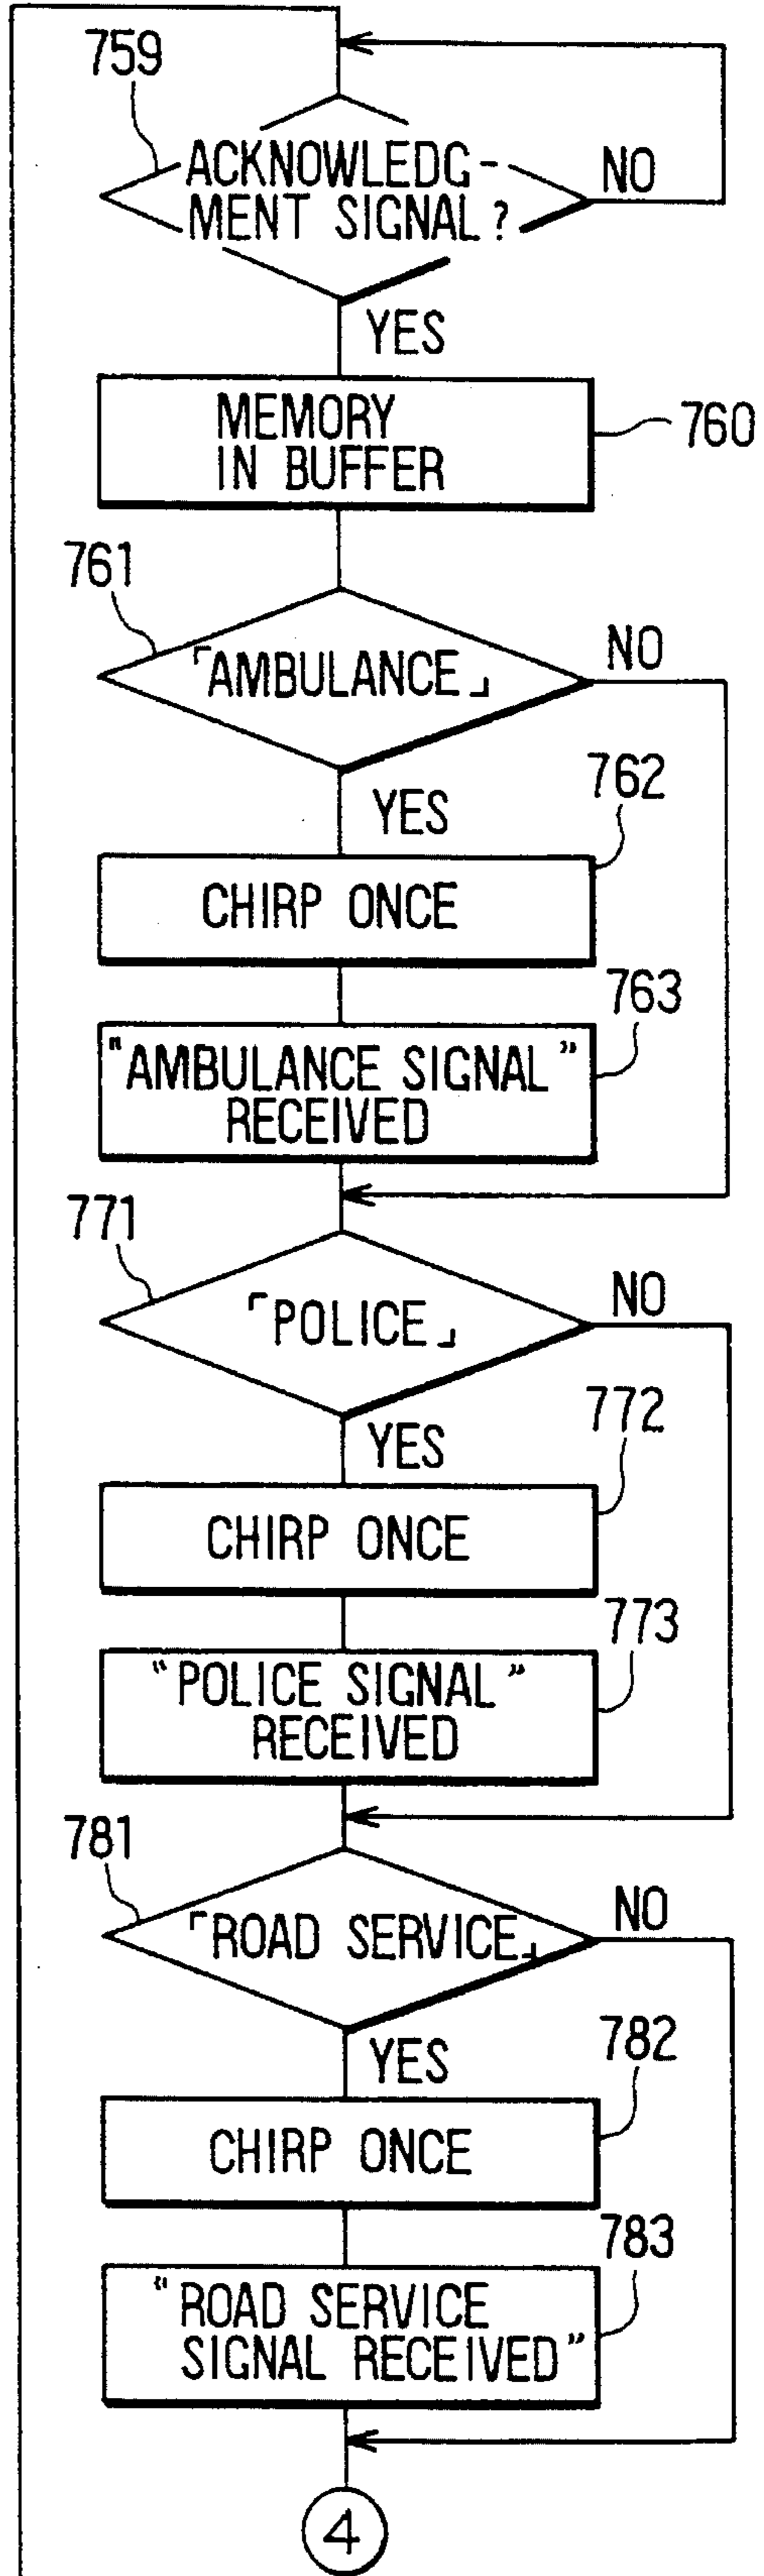 759
ACKNOWLEDG-
MENT SIGNAL?
NO
YES
MEMORY
IN BUFFER
760
761
「AMBULANCE」
NO
YES
762
CHIRP ONCE
763
"AMBULANCE SIGNAL"
RECEIVED
771
「POLICE」
NO
YES
772
CHIRP ONCE
773
"POLICE SIGNAL"
RECEIVED
781
「ROAD SERVICE」
NO
YES
782
CHIRP ONCE
783
"ROAD SERVICE
SIGNAL RECEIVED"
4